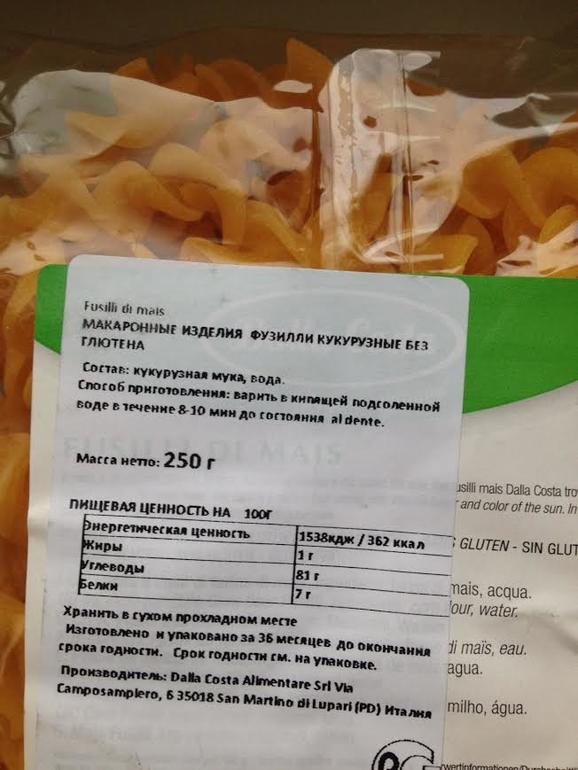 Fusilli di mais
МАКАРОННЫЕ ИЗДЕЛИЯ ФУЗИЛЛИ КУКУРУЗНЫЕ БЕЗ
ГЛЮТЕНА
Состав: кукурузная мука, вода.
Способ приготовления: варить в кипящей подсоленной
воде в течение 8-10 мин до состояния al dente.
FUSILLI DI MAIS
Масса нетто: 250 г
ПИЩЕВАЯ ЦЕННОСТЬ НА 100Г
Энергетическая ценность 1538кдж / 362 ккал
Жиры 1 г
Углеводы 81 г
Белки 7 г
Хранить в сухом прохладном месте
Изготовлено и упаковано за 36 месяцев до окончания
срока годности. Срок годности см. на упаковке.
Производитель: Dalla Costa Alimentare Srl Via
Camposampiero, 6 35018 San Martino di Lupari (PD) Италия
usilli mais Dalla Costa tro
and color of the sun. In
GLUTEN - SIN GLUT
mais, acqua.
lour, water.
di maïs, eau.
agua.
milho, água.